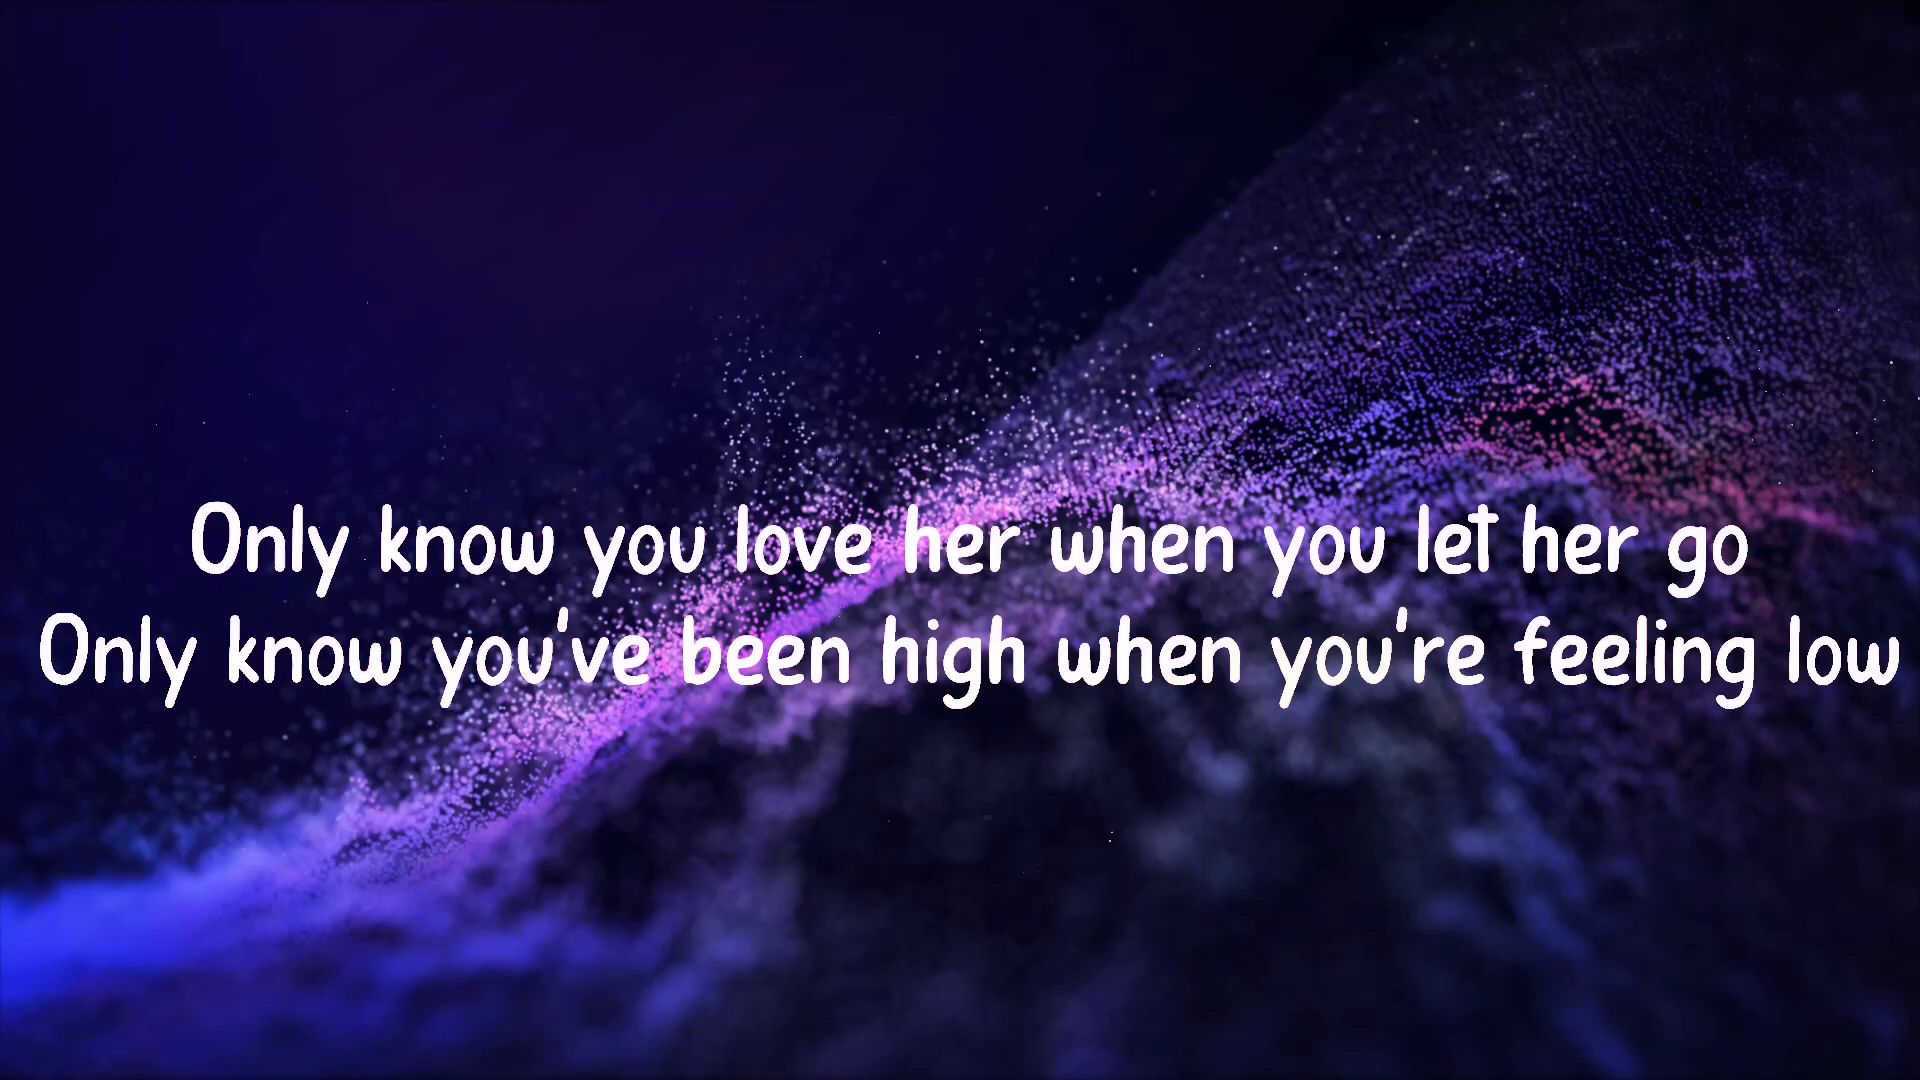 Only know you love her when you let her go
Only know you've been high when you're feeling low